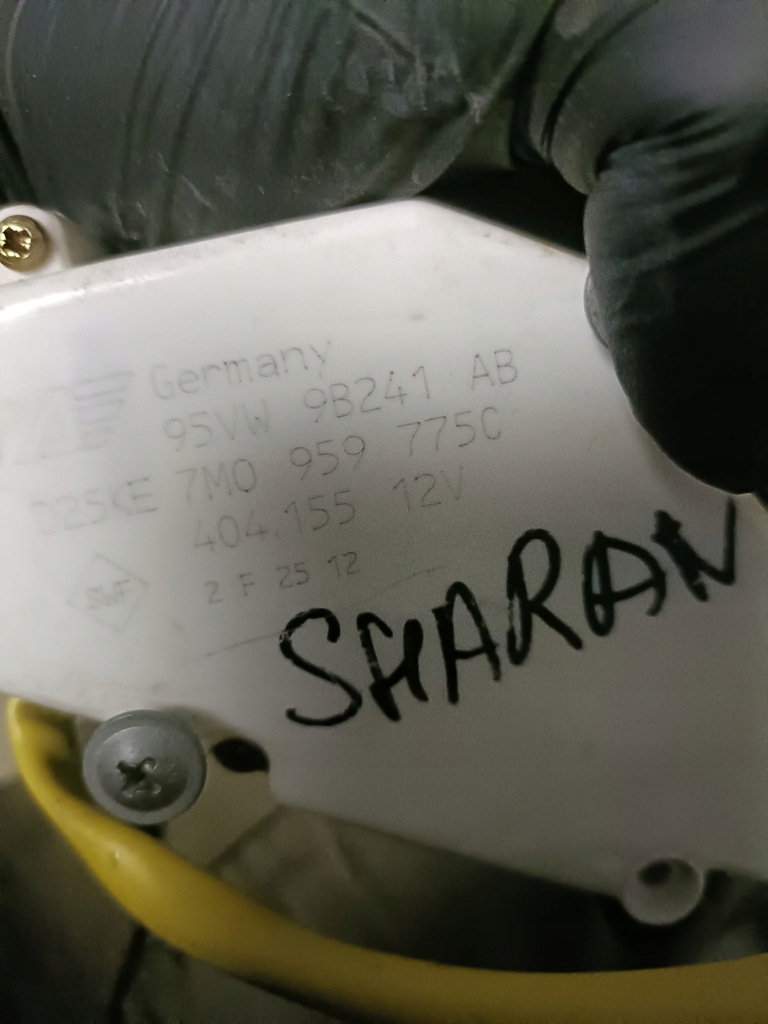 Germany
95VW 9B241 AB
D25KE 7M0 959 775C
404.155 12V
SWF 2 F 25 12
SHARAN